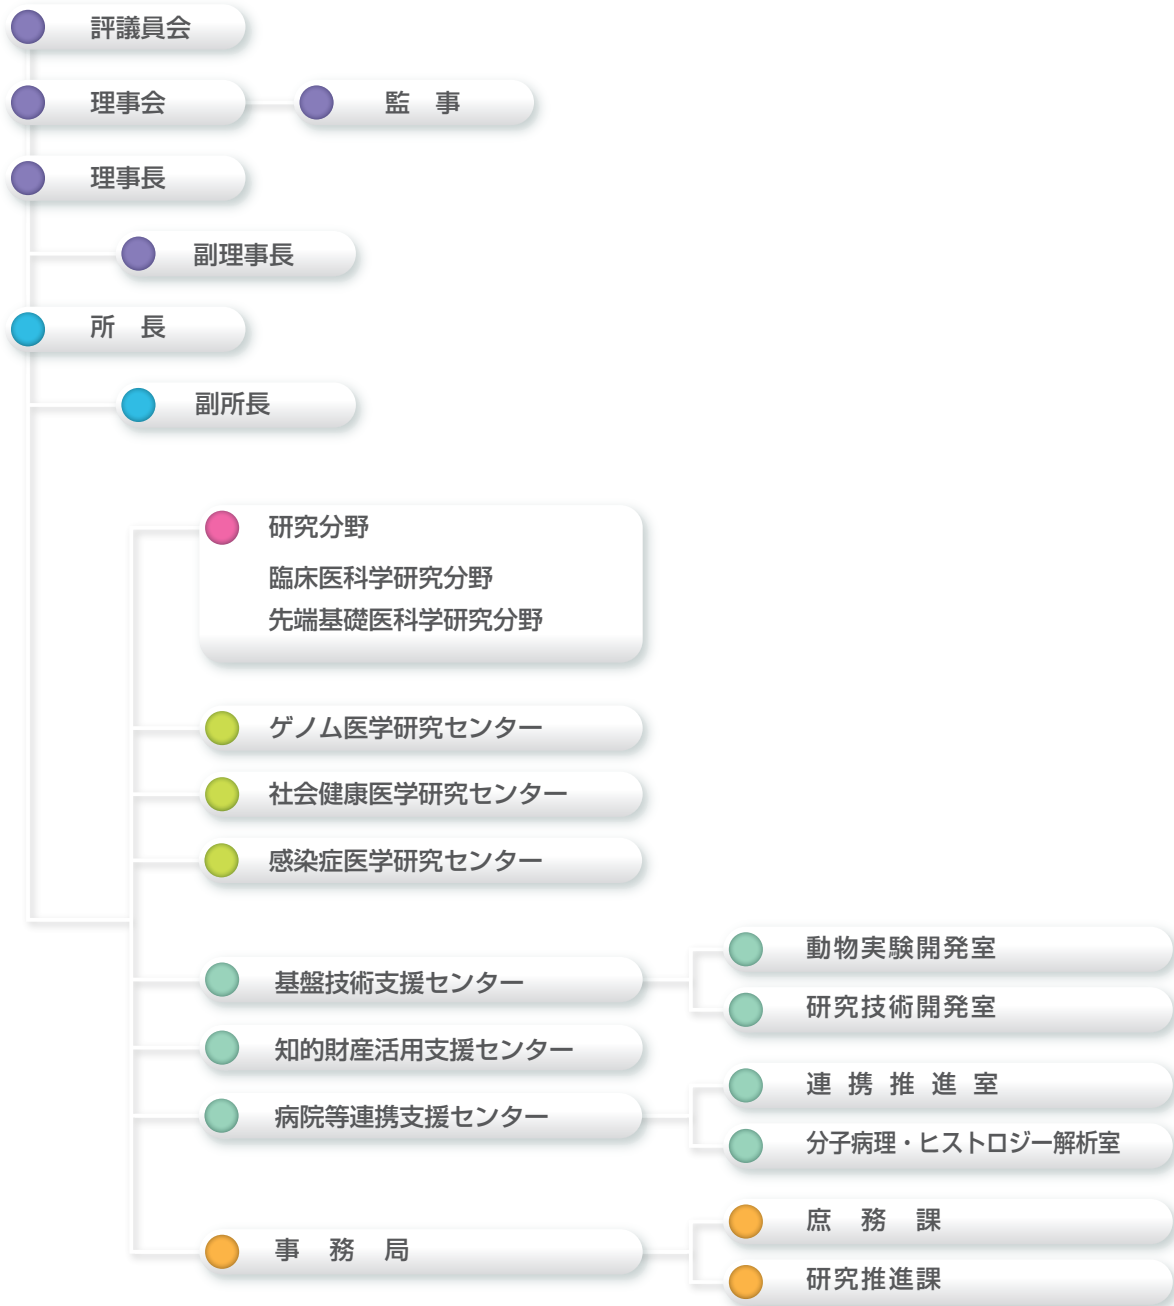 評議員会
理事会
監　事
理事長
副理事長
所　長
副所長
研究分野
臨床医科学研究分野
先端基礎医科学研究分野
ゲノム医学研究センター
社会健康医学研究センター
感染症医学研究センター
基盤技術支援センター
動物実験開発室
研究技術開発室
知的財産活用支援センター
病院等連携支援センター
連 携 推 進 室
分子病理・ヒストロジー解析室
事　務　局
庶　務　課
研究推進課